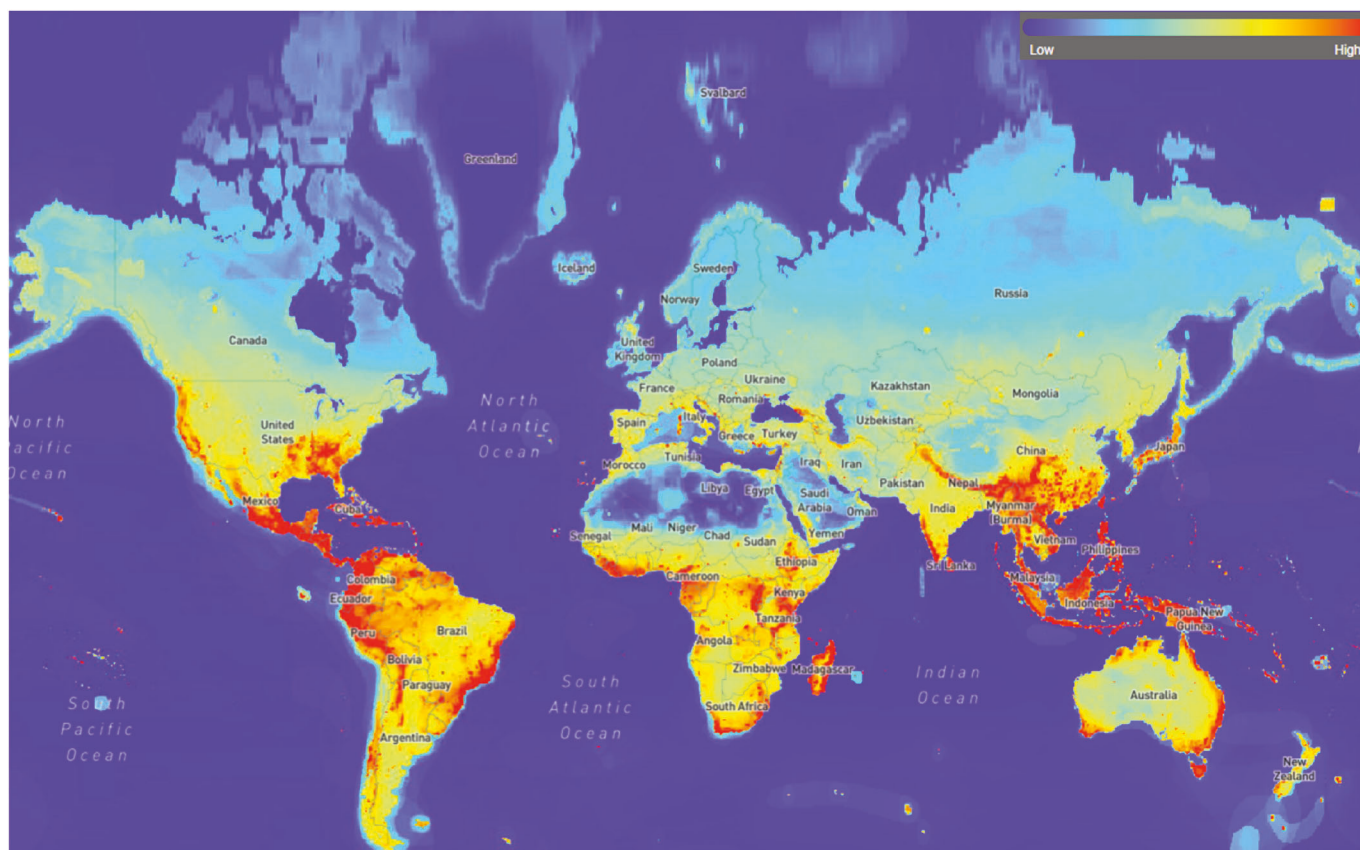 Low High
Svalbard
Greenland
Iceland
Sweden
Norway
Russia
Canada
United
Kingdom
Poland
Ukraine
France
Kazakhstan
Mongolia
Romania
North
Pacific
Ocean
North
Atlantic
Ocean
United
States
Spain
Italy
Greece
Turkey
Uzbekistan
China
Japan
Tunisia
Morocco
Iraq
Iran
Libya
Egypt
Saudi
Arabia
Oman
Pakistan
Nepal
India
Myanmar
(Burma)
Mexico
Cuba
Senegal
Mali
Niger
Chad
Sudan
Yemen
Vietnam
Philippines
Ethiopia
Sri Lanka
Cameroon
Malaysia
Colombia
Ecuador
Kenya
Indonesia
Papua New
Guinea
Tanzania
Peru
Brazil
Angola
Bolivia
Zimbabwe
Madagascar
Indian
Ocean
Paraguay
South
Atlantic
Ocean
South Africa
Australia
South
Pacific
Ocean
Argentina
New
Zealand